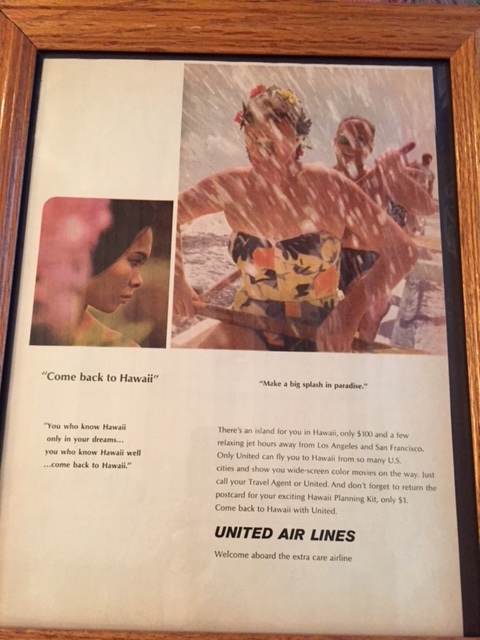 "Come back to Hawaii"
"You who know Hawaii
only in your dreams...
you who know Hawaii well
...come back to Hawaii."
"Make a big splash in paradise."
There's an island for you in Hawaii, only $100 and a few
relaxing jet hours away from Los Angeles and San Francisco.
Only United can fly you to Hawaii from so many U.S.
cities and show you wide-screen color movies on the way. Just
call your Travel Agent or United. And don't forget to return the
postcard for your exciting Hawaii Planning Kit, only $1.
Come back to Hawaii with United.
UNITED AIR LINES
Welcome aboard the extra care airline